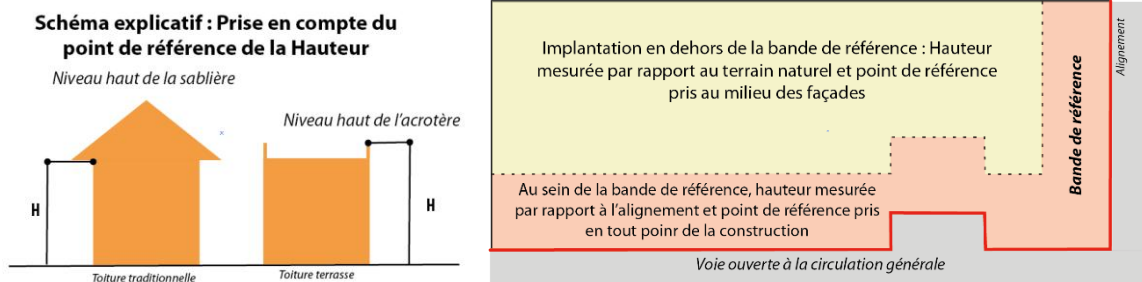 Schéma explicatif : Prise en compte du
point de référence de la Hauteur
Niveau haut de la sablière
Niveau haut de l'acrotère
H
H
Toiture traditionnelle
Toiture terrasse
Implantation en dehors de la bande de référence : Hauteur
mesurée par rapport au terrain naturel et point de référence
pris au milieu des façades
Au sein de la bande de référence, hauteur mesurée
par rapport à l'alignement et point de référence pris
en tout poinr de la construction
Bande de référence
Alignement
Voie ouverte à la circulation générale